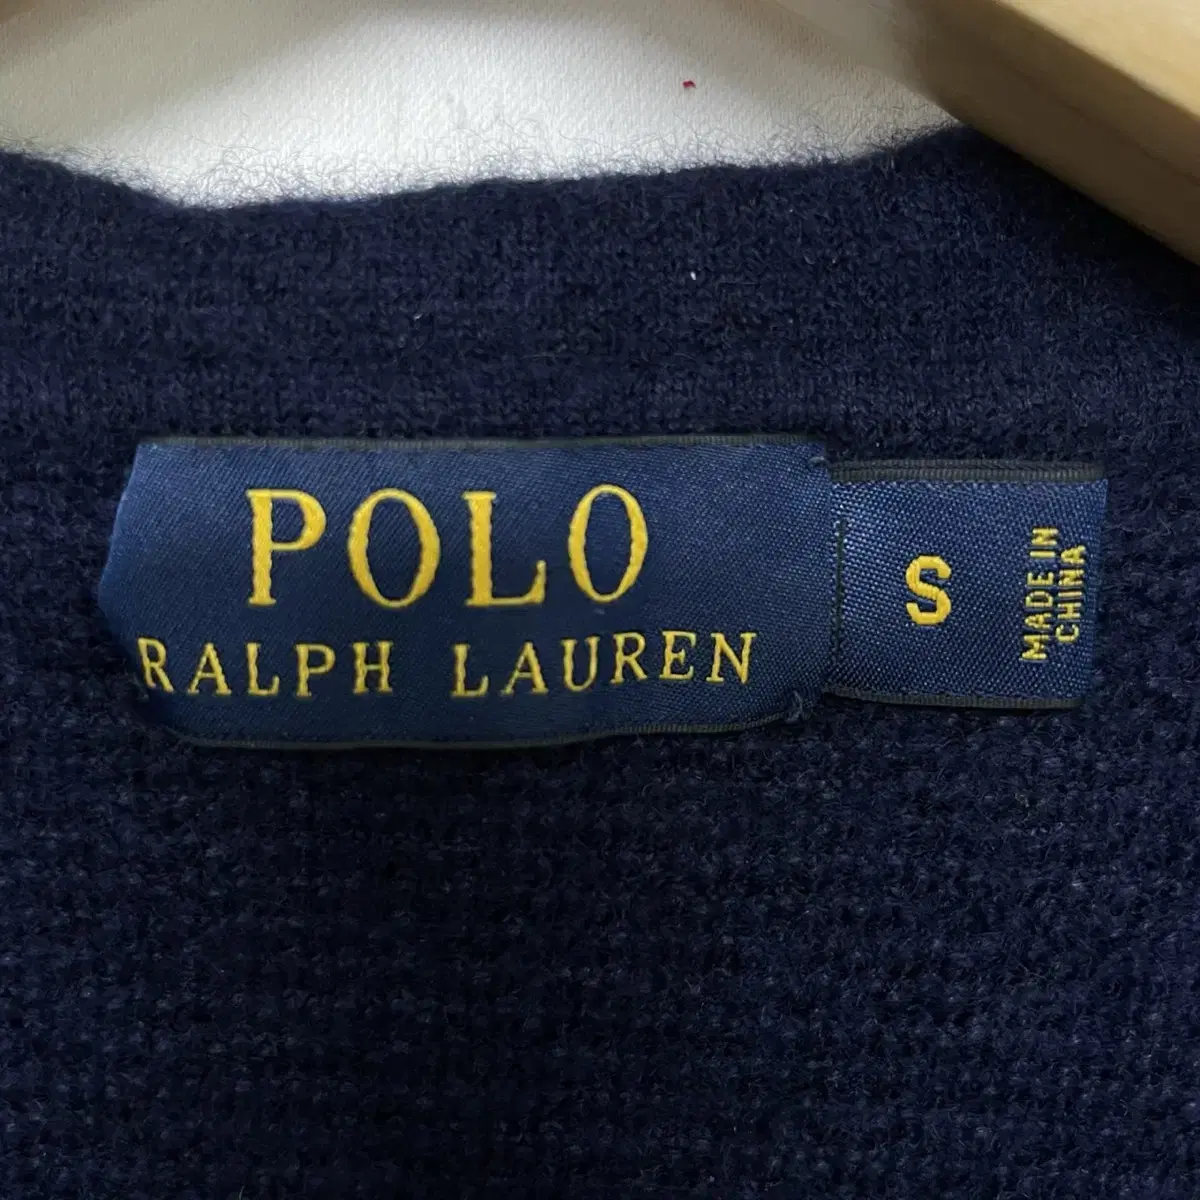 POLO
RALPH LAUREN
S
MADE IN
CHINA